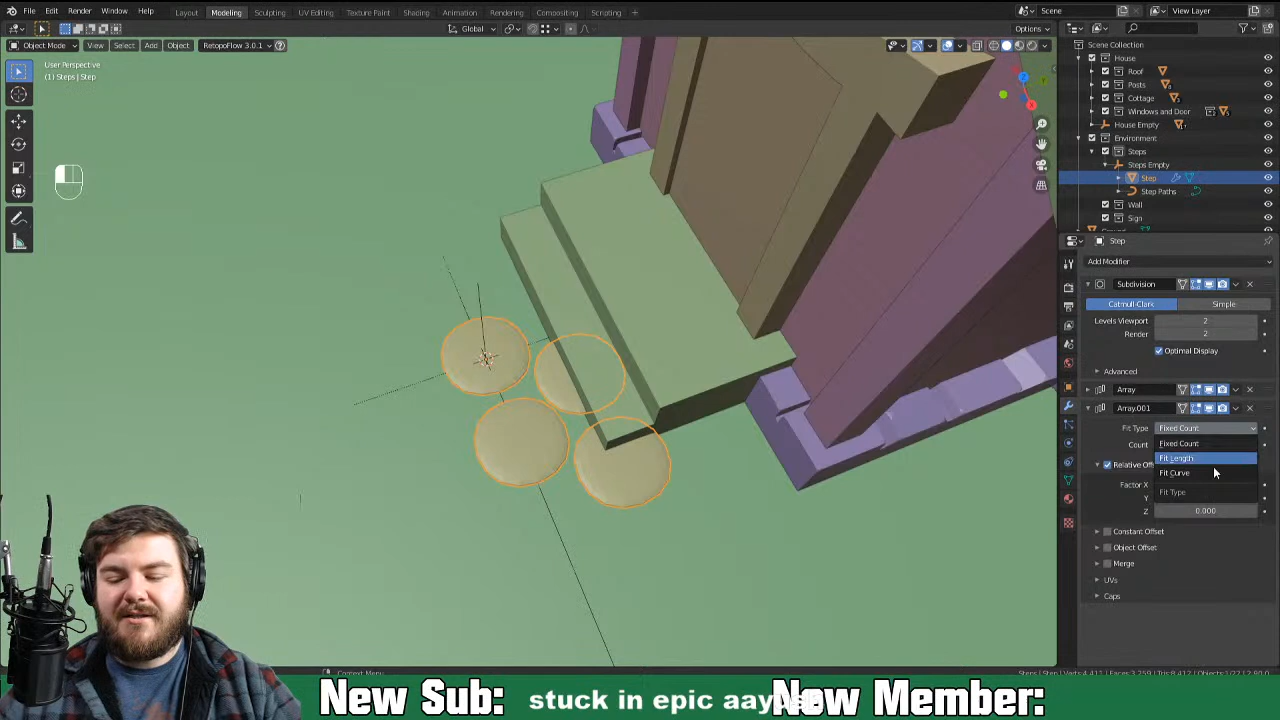 File Edit Render Window Help Layout Modeling Sculpting UV Editing Texture Paint Shading Animation Rendering Compositing Scripting + Scene View Layer
Global Options
Object Mode View Select Add Object RetopoFlow 3.0.1
User Perspective
(1) Steps | Step
Scene Collection
House
Roof
Posts
Cottage
Windows and Door
House Empty
Environment
Steps
Steps Empty
Step
Step Paths
Wall
Sign
Step
Add Modifier
Subdivision
Catmull-Clark Simple
Levels Viewport 2
Render 2
Optimal Display
Advanced
Array
Array.001
Fit Type Fixed Count
Count Fixed Count
Fit Length
Relative Off Fit Curve
Factor X Fit Type
Y
Z 0.000
Constant Offset
Object Offset
Merge
UVs
Caps
New Sub: stuck in epic New Member: